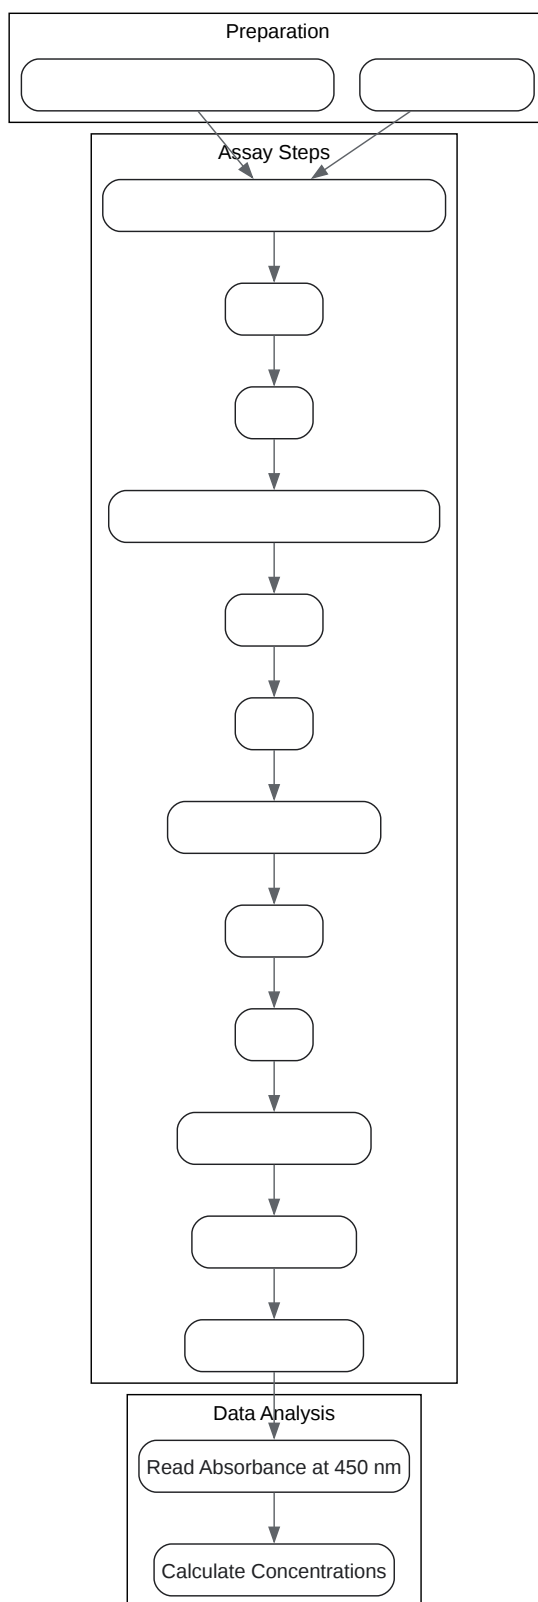 Preparation
Assay Steps
Data Analysis
Read Absorbance at 450 nm
Calculate Concentrations